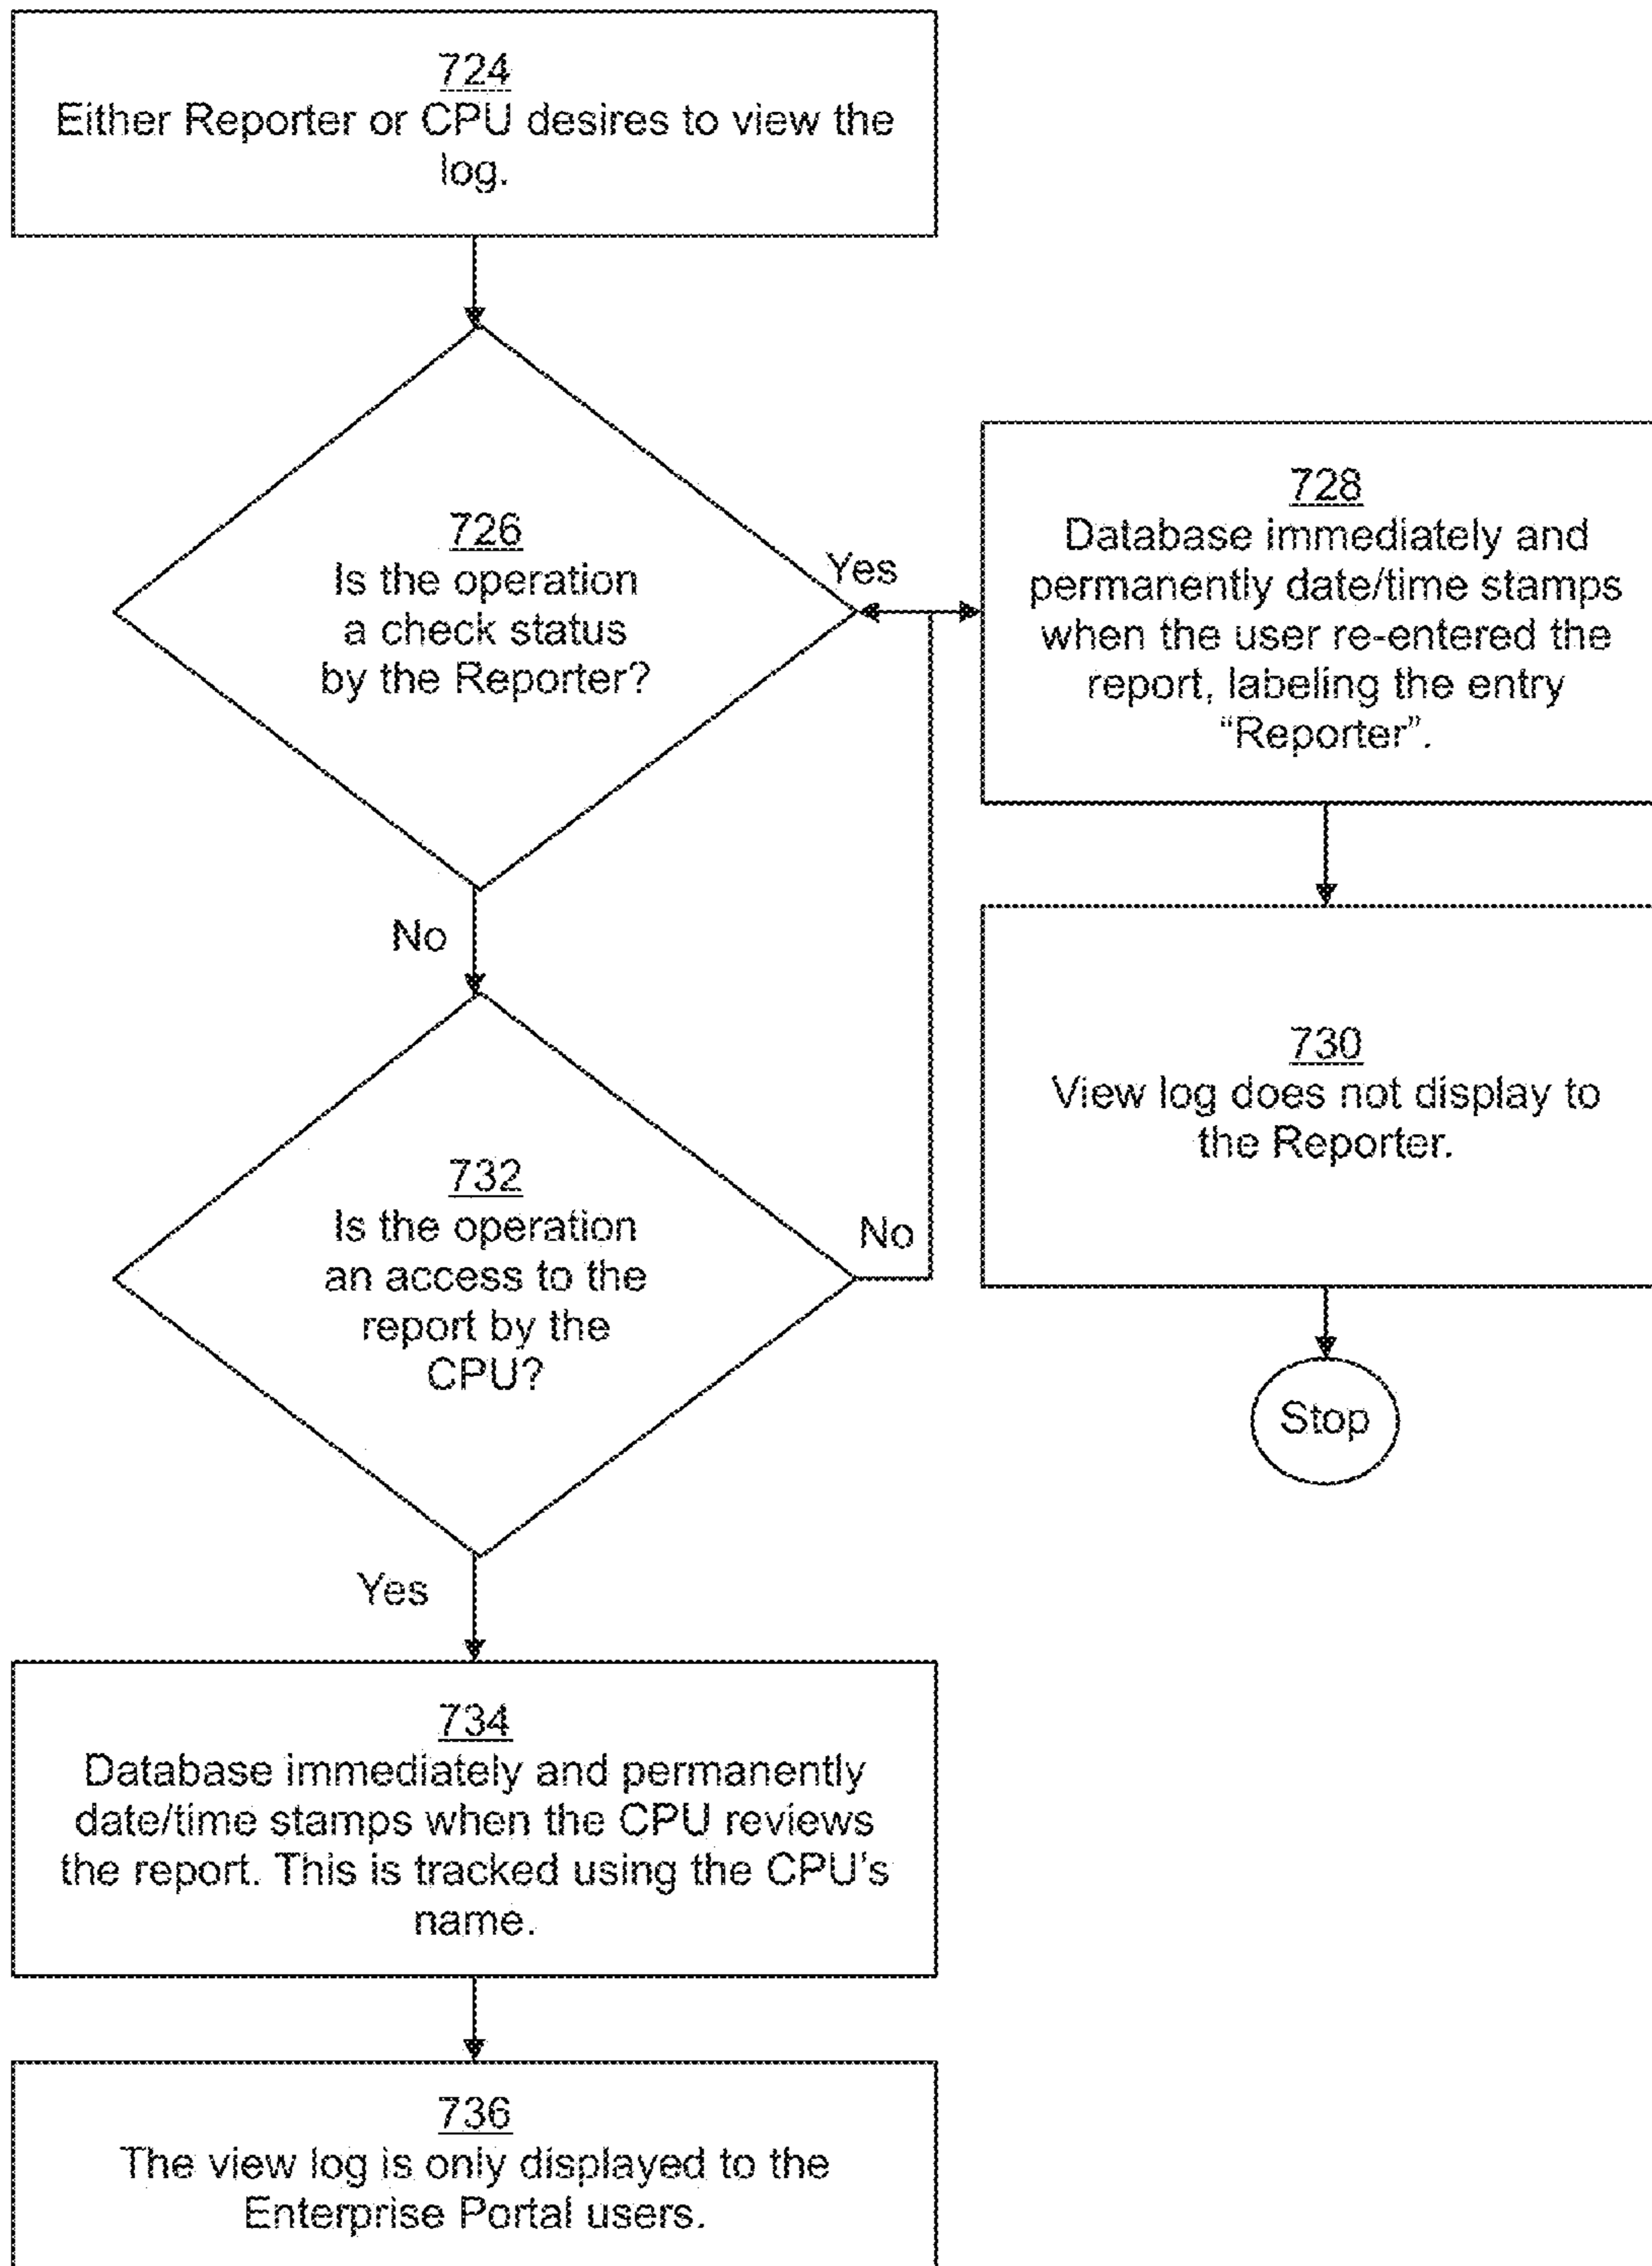 724
Either Reporter or CPU desires to view the
log.
726
Is the operation
a check status
by the Reporter?
Yes
728
Database immediately and
permanently date/time stamps
when the user re-entered the
report, labeling the entry
“Reporter”.
No
730
View log does not display to
the Reporter.
732
Is the operation
an access to the
report by the
CPU?
No
Stop
Yes
734
Database immediately and permanently
date/time stamps when the CPU reviews
the report. This is tracked using the CPU’s
name.
736
The view log is only displayed to the
Enterprise Portal users.